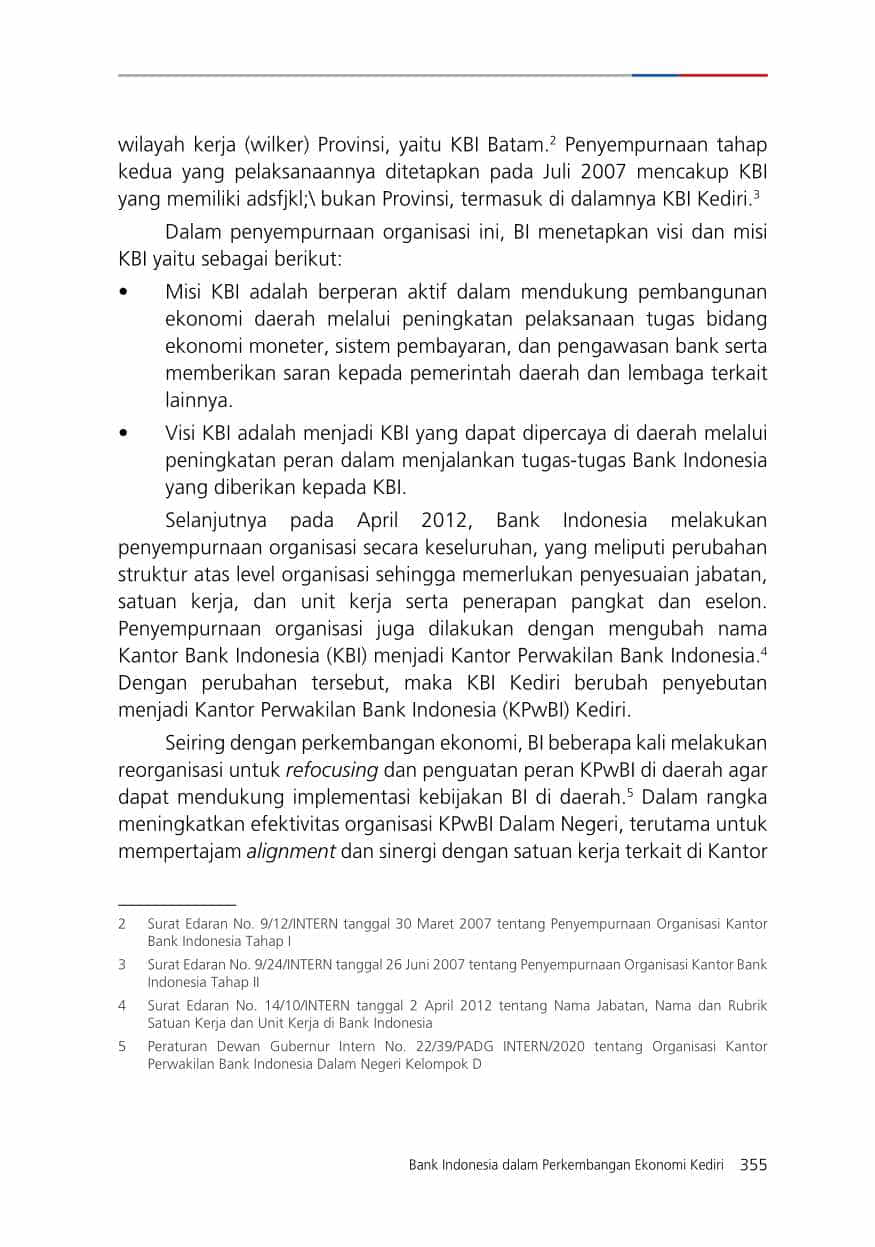 wilayah kerja (wilker) Provinsi, yaitu KBI Batam.² Penyempurnaan tahap
kedua yang pelaksanaannya ditetapkan pada Juli 2007 mencakup KBI
yang memiliki adsfjkl;\ bukan Provinsi, termasuk di dalamnya KBI Kediri.³
Dalam penyempurnaan organisasi ini, BI menetapkan visi dan misi
KBI yaitu sebagai berikut:
• Misi KBI adalah berperan aktif dalam mendukung pembangunan
ekonomi daerah melalui peningkatan pelaksanaan tugas bidang
ekonomi moneter, sistem pembayaran, dan pengawasan bank serta
memberikan saran kepada pemerintah daerah dan lembaga terkait
lainnya.
• Visi KBI adalah menjadi KBI yang dapat dipercaya di daerah melalui
peningkatan peran dalam menjalankan tugas-tugas Bank Indonesia
yang diberikan kepada KBI.
Selanjutnya pada April 2012, Bank Indonesia melakukan
penyempurnaan organisasi secara keseluruhan, yang meliputi perubahan
struktur atas level organisasi sehingga memerlukan penyesuaian jabatan,
satuan kerja, dan unit kerja serta penerapan pangkat dan eselon.
Penyempurnaan organisasi juga dilakukan dengan mengubah nama
Kantor Bank Indonesia (KBI) menjadi Kantor Perwakilan Bank Indonesia.⁴
Dengan perubahan tersebut, maka KBI Kediri berubah penyebutan
menjadi Kantor Perwakilan Bank Indonesia (KPwBI) Kediri.
Seiring dengan perkembangan ekonomi, BI beberapa kali melakukan
reorganisasi untuk refocusing dan penguatan peran KPwBI di daerah agar
dapat mendukung implementasi kebijakan BI di daerah.⁵ Dalam rangka
meningkatkan efektivitas organisasi KPwBI Dalam Negeri, terutama untuk
mempertajam alignment dan sinergi dengan satuan kerja terkait di Kantor
2 Surat Edaran No. 9/12/INTERN tanggal 30 Maret 2007 tentang Penyempurnaan Organisasi Kantor
Bank Indonesia Tahap I
3 Surat Edaran No. 9/24/INTERN tanggal 26 Juni 2007 tentang Penyempurnaan Organisasi Kantor Bank
Indonesia Tahap II
4 Surat Edaran No. 14/10/INTERN tanggal 2 April 2012 tentang Nama Jabatan, Nama dan Rubrik
Satuan Kerja dan Unit Kerja di Bank Indonesia
5 Peraturan Dewan Gubernur Intern No. 22/39/PADG INTERN/2020 tentang Organisasi Kantor
Perwakilan Bank Indonesia Dalam Negeri Kelompok D
Bank Indonesia dalam Perkembangan Ekonomi Kediri 355